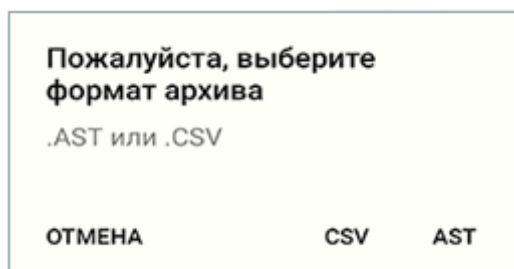 Пожалуйста, выберите
формат архива
.AST или .CSV
ОТМЕНА CSV AST